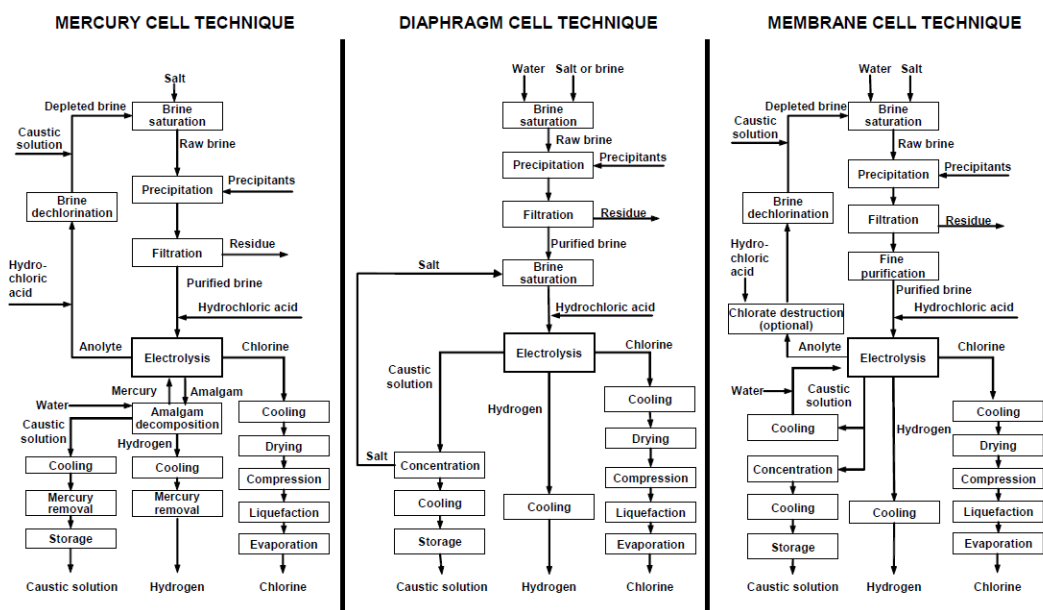 MERCURY CELL TECHNIQUE
Salt
Depleted brine
Brine
saturation
Caustic
solution
Raw brine
Precipitation
Precipitants
Brine
dechlorination
Filtration
Residue
Hydro-
chloric
acid
Purified brine
Hydrochloric acid
Anolyte
Electrolysis
Chlorine
Mercury
Amalgam
Water
Amalgam
decomposition
Caustic
solution
Hydrogen
Cooling
Cooling
Cooling
Drying
Mercury
removal
Mercury
removal
Compression
Liquefaction
Storage
Evaporation
Caustic solution
Hydrogen
Chlorine
DIAPHRAGM CELL TECHNIQUE
Water
Salt or brine
Brine
saturation
Raw brine
Precipitation
Precipitants
Filtration
Residue
Purified brine
Salt
Brine
saturation
Hydrochloric acid
Electrolysis
Chlorine
Caustic
solution
Hydrogen
Cooling
Drying
Salt
Concentration
Compression
Cooling
Cooling
Liquefaction
Storage
Evaporation
Caustic solution
Hydrogen
Chlorine
MEMBRANE CELL TECHNIQUE
Water
Salt
Depleted brine
Brine
saturation
Caustic
solution
Raw brine
Precipitation
Precipitants
Brine
dechlorination
Filtration
Residue
Hydro-
chloric
acid
Fine
purification
Purified brine
Chlorate destruction
(optional)
Hydrochloric acid
Anolyte
Electrolysis
Chlorine
Water
Caustic
solution
Cooling
Hydrogen
Cooling
Drying
Concentration
Compression
Cooling
Cooling
Liquefaction
Storage
Evaporation
Caustic solution
Hydrogen
Chlorine